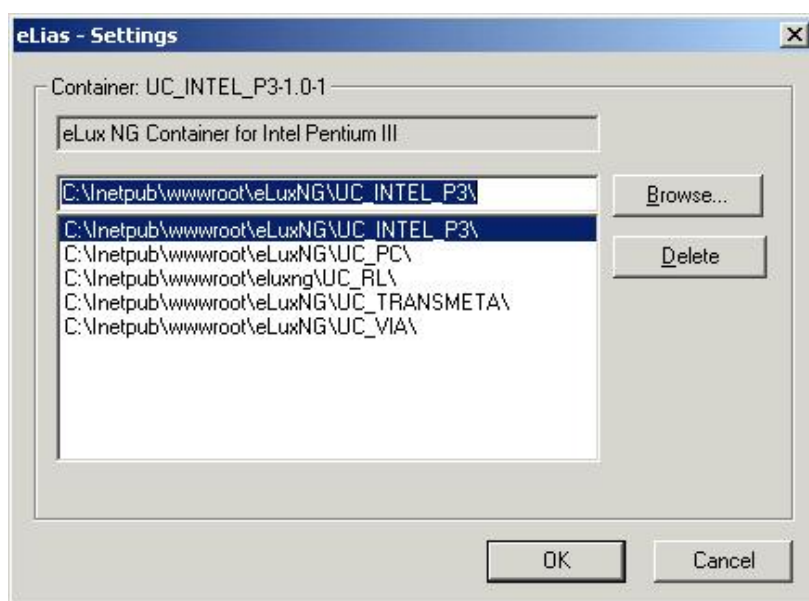 eLias - Settings
Container: UC_INTEL_P3-1.0-1
eLux NG Container for Intel Pentium III
C:\Inetpub\wwwroot\eLuxNG\UC_INTEL_P3\
Browse...
C:\Inetpub\wwwroot\eLuxNG\UC_INTEL_P3\
C:\Inetpub\wwwroot\eLuxNG\UC_PC\
C:\Inetpub\wwwroot\eluxng\UC_RL\
C:\Inetpub\wwwroot\eLuxNG\UC_TRANSMETA\
C:\Inetpub\wwwroot\eLuxNG\UC_VIA\
Delete
OK
Cancel